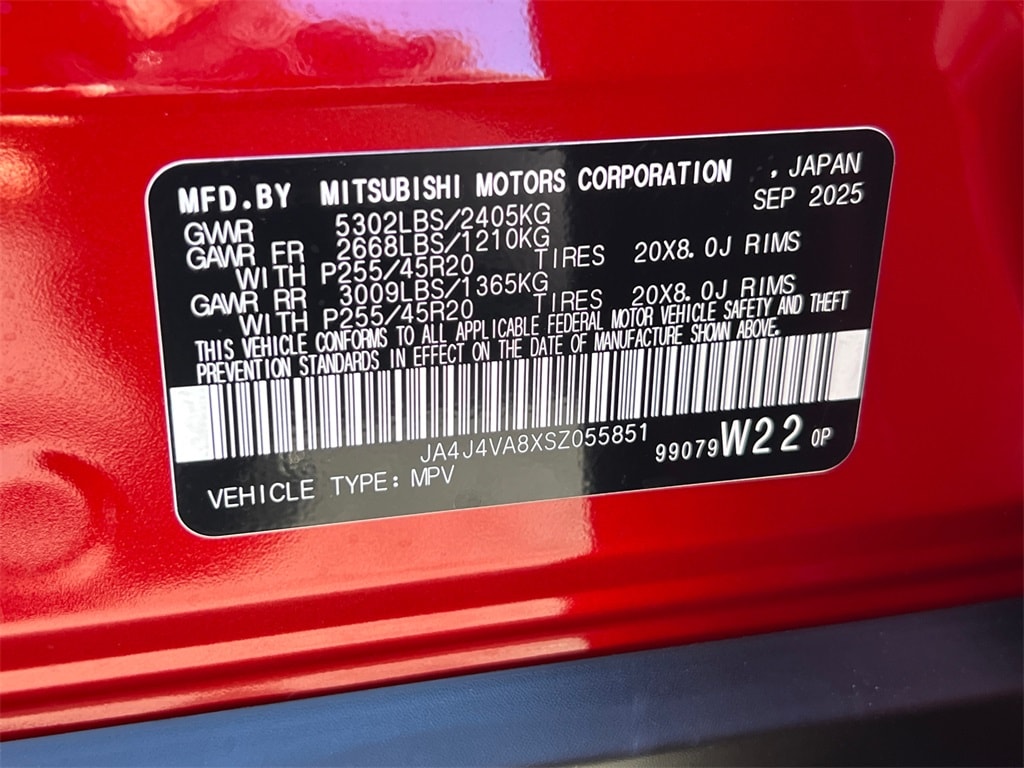 MFD.BY MITSUBISHI MOTORS CORPORATION , JAPAN
SEP 2025
GWWR 5302LBS/2405KG
GAWR FR 2668LBS/1210KG
WITH P255/45R20 TIRES 20X8.0J RIMS
GAWR RR 3009LBS/1365KG
WITH P255/45R20 TIRES 20X8.0J RIMS
THIS VEHICLE CONFORMS TO ALL APPLICABLE FEDERAL MOTOR VEHICLE SAFETY AND THEFT
PREVENTION STANDARDS IN EFFECT ON THE DATE OF MANUFACTURE SHOWN ABOVE.
JA4J4VA8XSZ055851
99079 W22 0P
VEHICLE TYPE: MPV